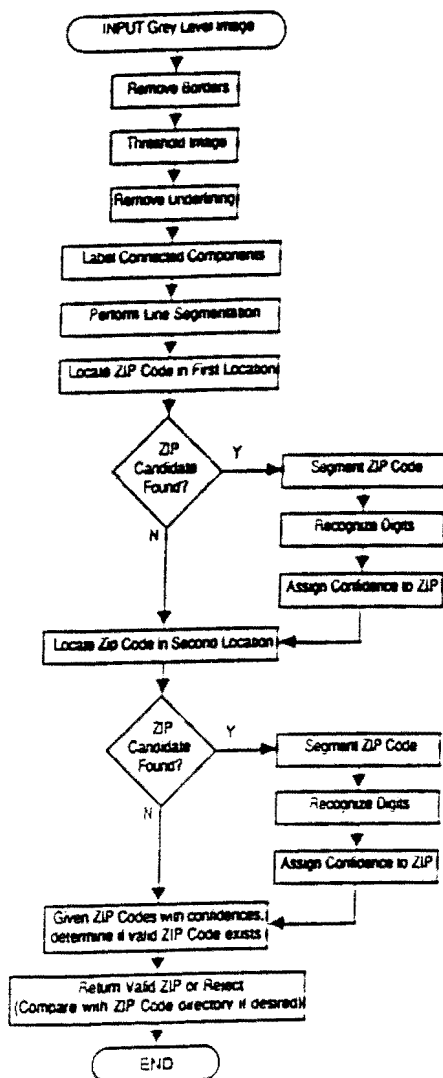 INPUT Grey Level Image
Remove Borders
Threshold Image
Remove Underlining
Label Connected Components
Perform Line Segmentation
Locate ZIP Code in First Location
ZIP
Candidate
Found?
Y
N
Segment ZIP Code
Recognize Digits
Assign Confidence to ZIP
Locate Zip Code in Second Location
ZIP
Candidate
Found?
Y
N
Segment ZIP Code
Recognize Digits
Assign Confidence to ZIP
Given ZIP Codes with confidences,
determine if valid ZIP Code exists
Return Valid ZIP or Reject
(Compare with ZIP Code directory if desired)
END